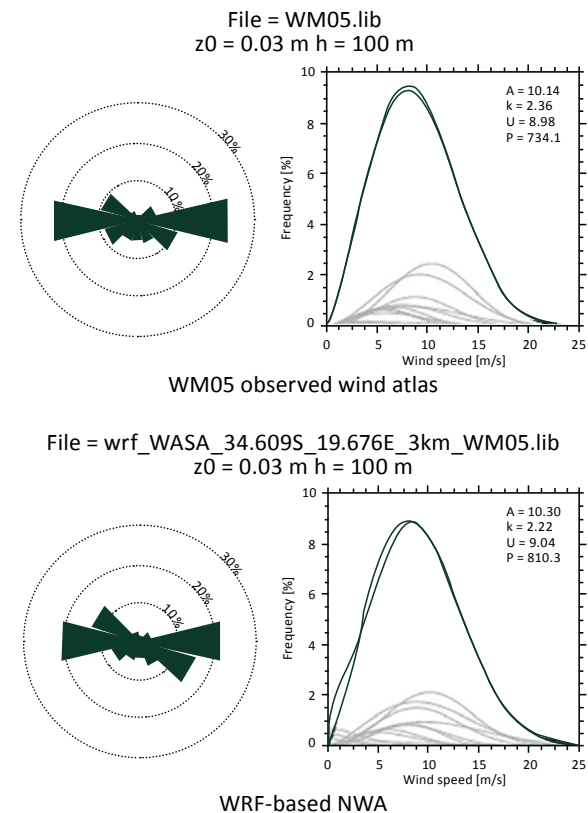 File = WM05.lib
z0 = 0.03 m h = 100 m
30%
20%
10%
Frequency [%]
10
8
6
4
2
0
A = 10.14
k = 2.36
U = 8.98
P = 734.1
0 5 10 15 20 25
Wind speed [m/s]
WM05 observed wind atlas
File = wrf_WASA_34.609S_19.676E_3km_WM05.lib
z0 = 0.03 m h = 100 m
30%
20%
10%
Frequency [%]
10
8
6
4
2
0
A = 10.30
k = 2.22
U = 9.04
P = 810.3
0 5 10 15 20 25
Wind speed [m/s]
WRF-based NWA